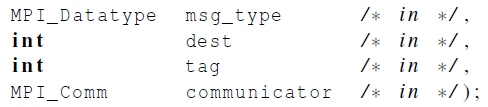 MPI_Datatype msg_type /* in */,
int dest /* in */,
int tag /* in */,
MPI_Comm communicator /* in */);